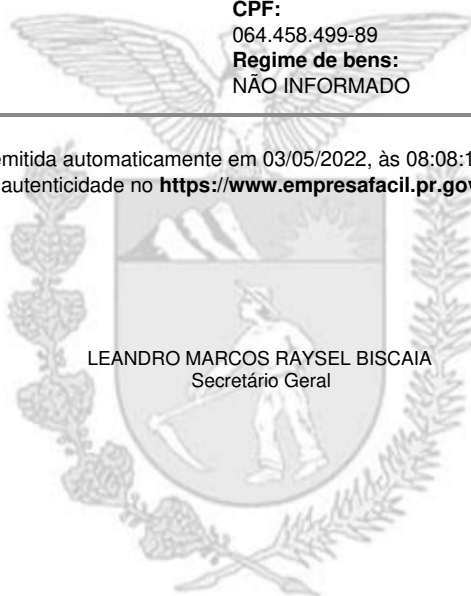 CPF:
064.458.499-89
Regime de bens:
NÃO INFORMADO
emitida automaticamente em 03/05/2022, às 08:08:1
autenticidade no https://www.empresafacil.pr.gov
LEANDRO MARCOS RAYSEL BISCAIA
Secretário Geral